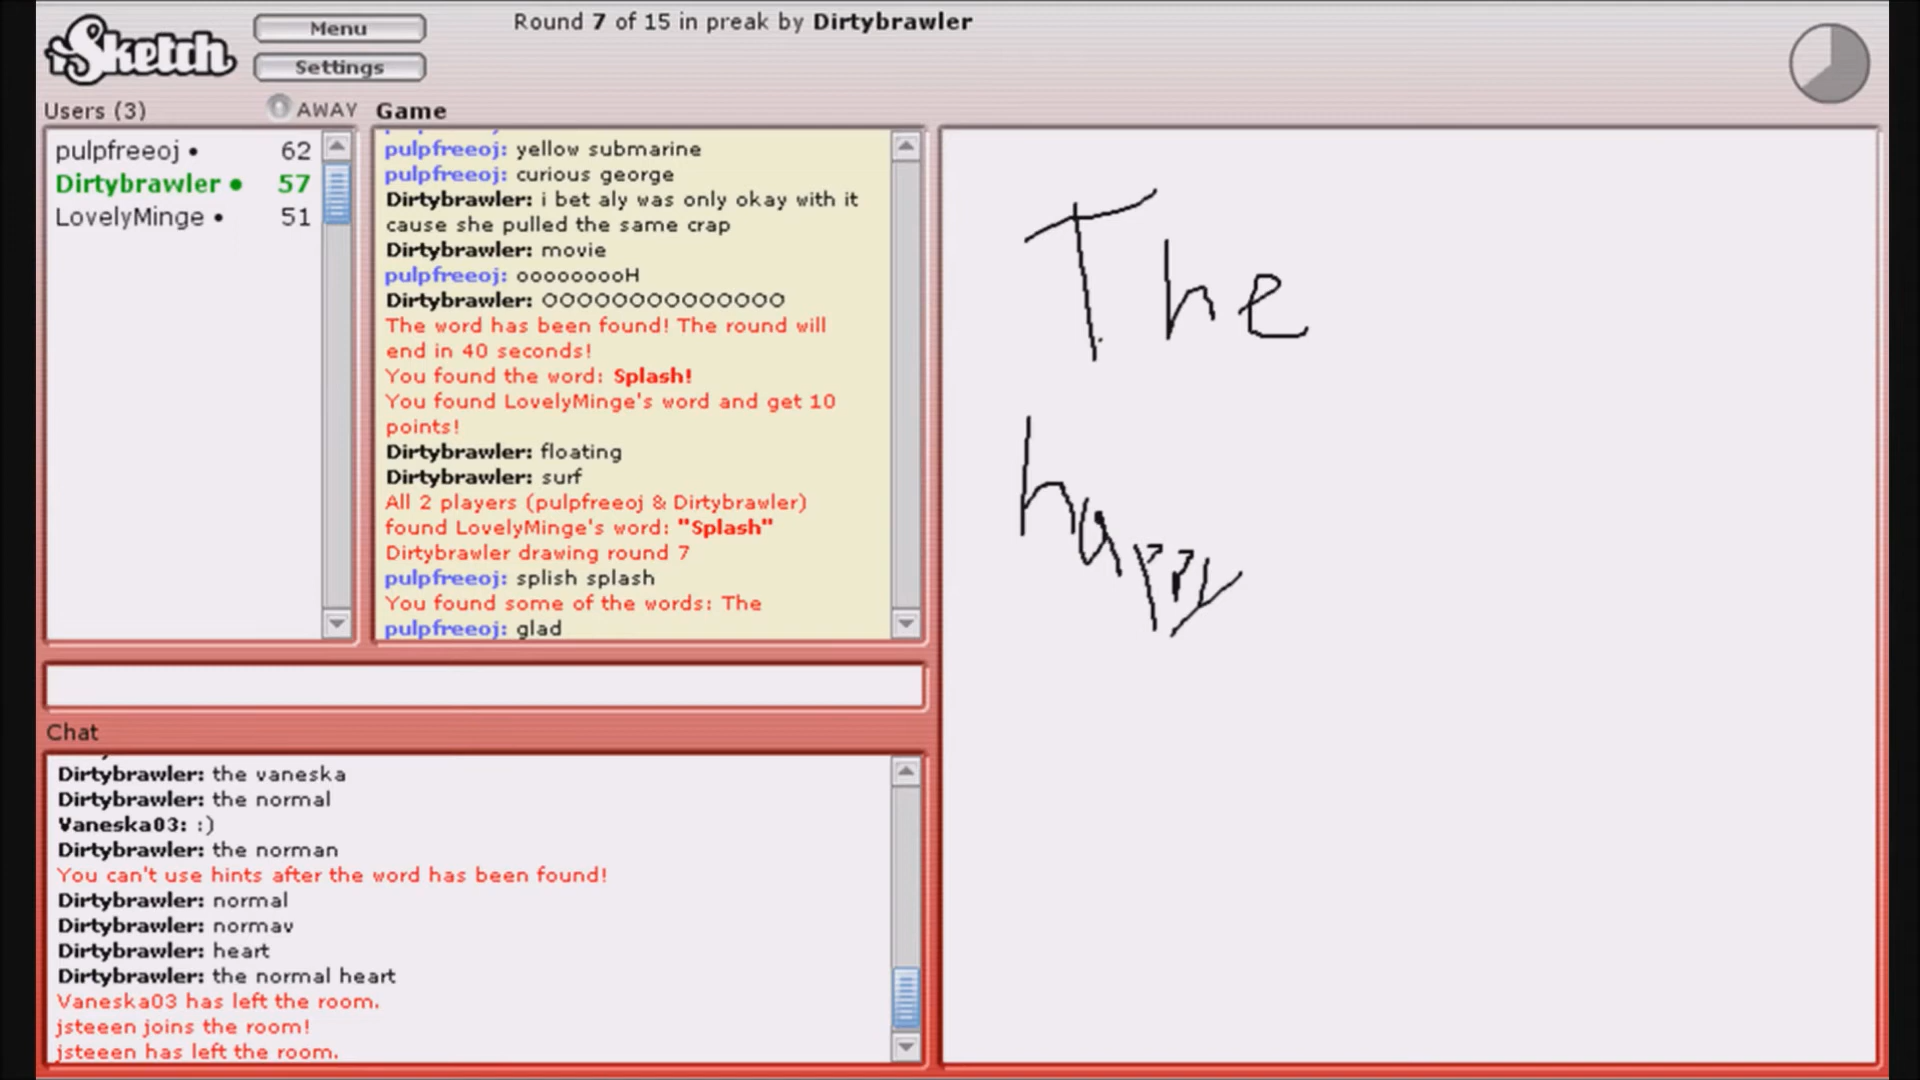 iSketch
Menu
Settings
Round 7 of 15 in preak by Dirtybrawler
Users (3)
AWAY
Game
pulpfreeoj • 62
Dirtybrawler • 57
LovelyMinge • 51
pulpfreeoj: yellow submarine
pulpfreeoj: curious george
Dirtybrawler: i bet aly was only okay with it
cause she pulled the same crap
Dirtybrawler: movie
pulpfreeoj: ooooooooH
Dirtybrawler: OOOOOOOOOOOOOO
The word has been found! The round will
end in 40 seconds!
You found the word: Splash!
You found LovelyMinge's word and get 10
points!
Dirtybrawler: floating
Dirtybrawler: surf
All 2 players (pulpfreeoj & Dirtybrawler)
found LovelyMinge's word: "Splash"
Dirtybrawler drawing round 7
pulpfreeoj: splish splash
You found some of the words: The
pulpfreeoj: glad
Chat
Dirtybrawler: the vaneska
Dirtybrawler: the normal
Vaneska03: :)
Dirtybrawler: the norman
You can't use hints after the word has been found!
Dirtybrawler: normal
Dirtybrawler: normav
Dirtybrawler: heart
Dirtybrawler: the normal heart
Vaneska03 has left the room.
jsteeen joins the room!
jsteeen has left the room.
The
happy